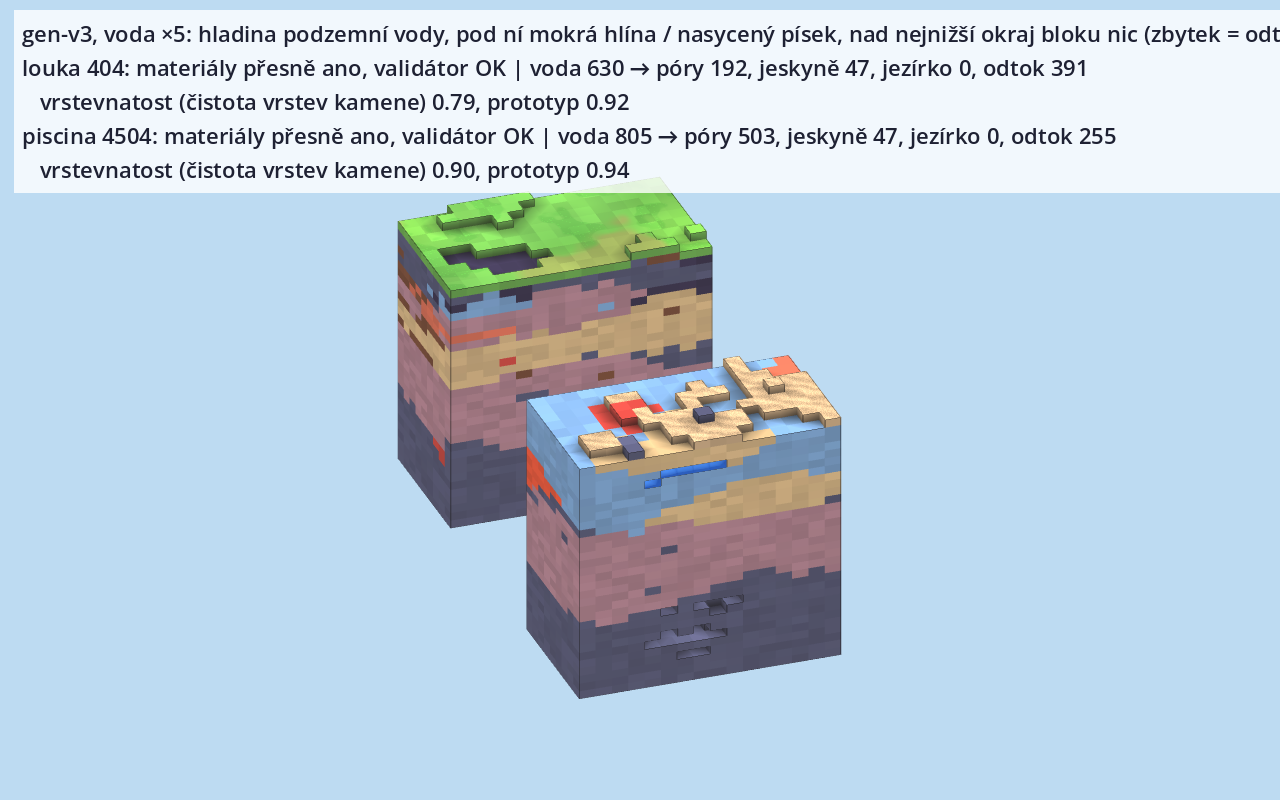 gen-v3, voda ×5: hladina podzemní vody, pod ní mokrá hlína / nasycený písek, nad nejnižší okraj bloku nic (zbytek =
louka 404: materiály přesně ano, validátor OK | voda 630 → póry 192, jeskyně 47, jezírko 0, odtok 391
vrstevnatost (čistota vrstev kamene) 0.79, prototyp 0.92
piscina 4504: materiály přesně ano, validátor OK | voda 805 → póry 503, jeskyně 47, jezírko 0, odtok 255
vrstevnatost (čistota vrstev kamene) 0.90, prototyp 0.94